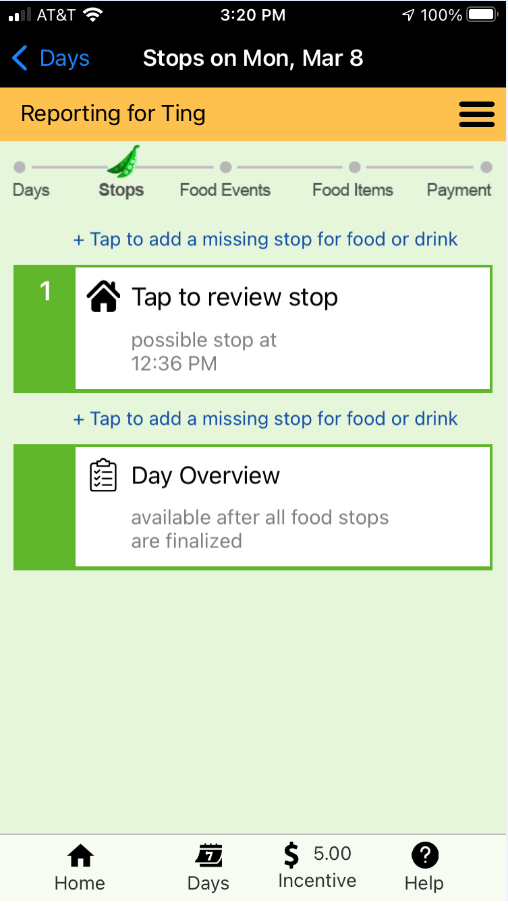 AT&T 3:20 PM 100%
Days Stops on Mon, Mar 8
Reporting for Ting
Days Stops Food Events Food Items Payment
+ Tap to add a missing stop for food or drink
1 Tap to review stop
possible stop at
12:36 PM
+ Tap to add a missing stop for food or drink
Day Overview
available after all food stops
are finalized
7 $ 5.00 ?
Home Days Incentive Help